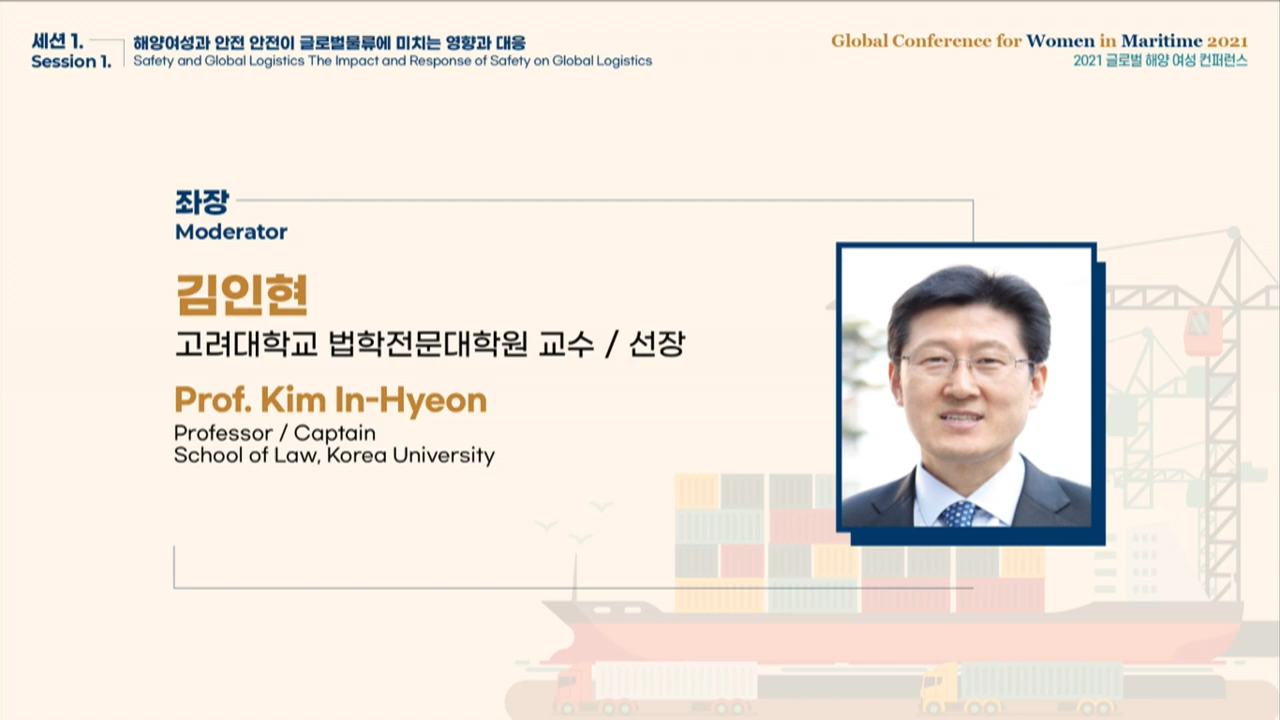 세션 1.
Session 1.
해양여성과 안전 안전이 글로벌물류에 미치는 영향과 대응
Safety and Global Logistics The Impact and Response of Safety on Global Logistics
Global Conference for Women in Maritime 2021
2021 글로벌 해양 여성 컨퍼런스
좌장
Moderator
김인현
고려대학교 법학전문대학원 교수 / 선장
Prof. Kim In-Hyeon
Professor / Captain
School of Law, Korea University